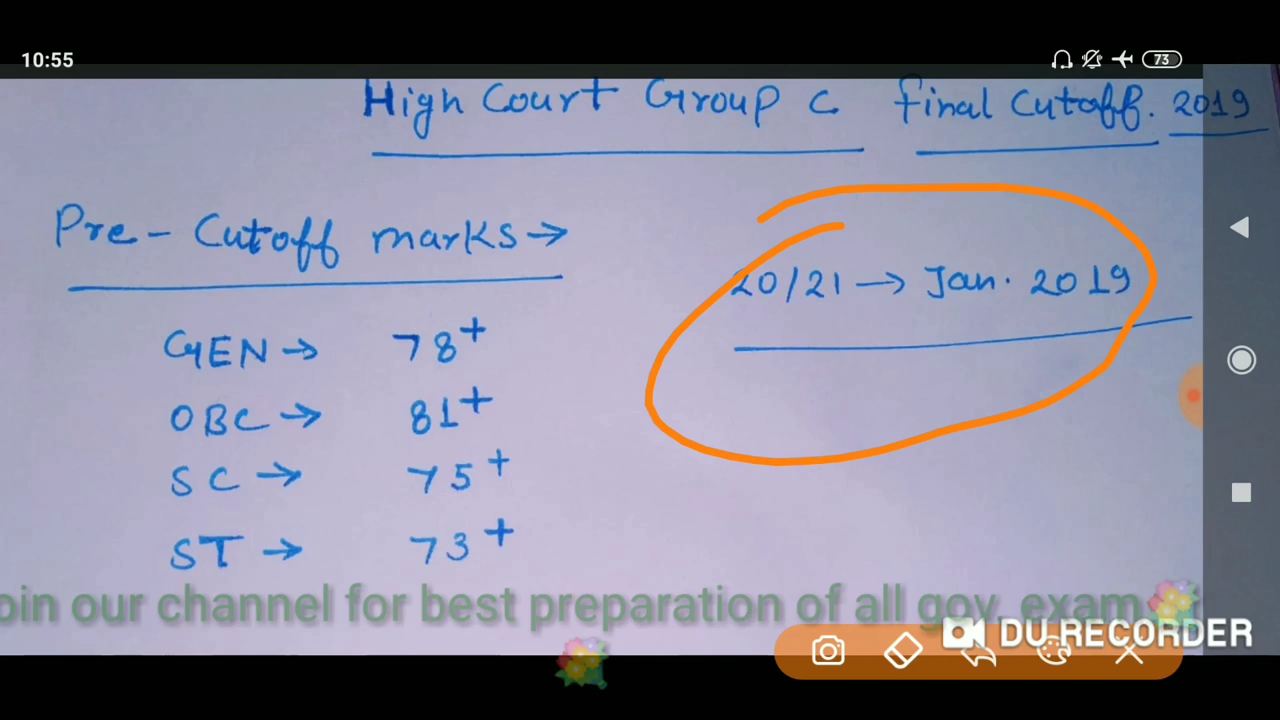 10:55
73
High Court Group C Final Cutoff. 2019
Pre-Cutoff marks →
20/21 → Jan. 2019
GEN → 78+
OBC → 81+
SC → 75+
ST → 73+
oin our channel for best preparation of all gov. exam
DU RECORDER